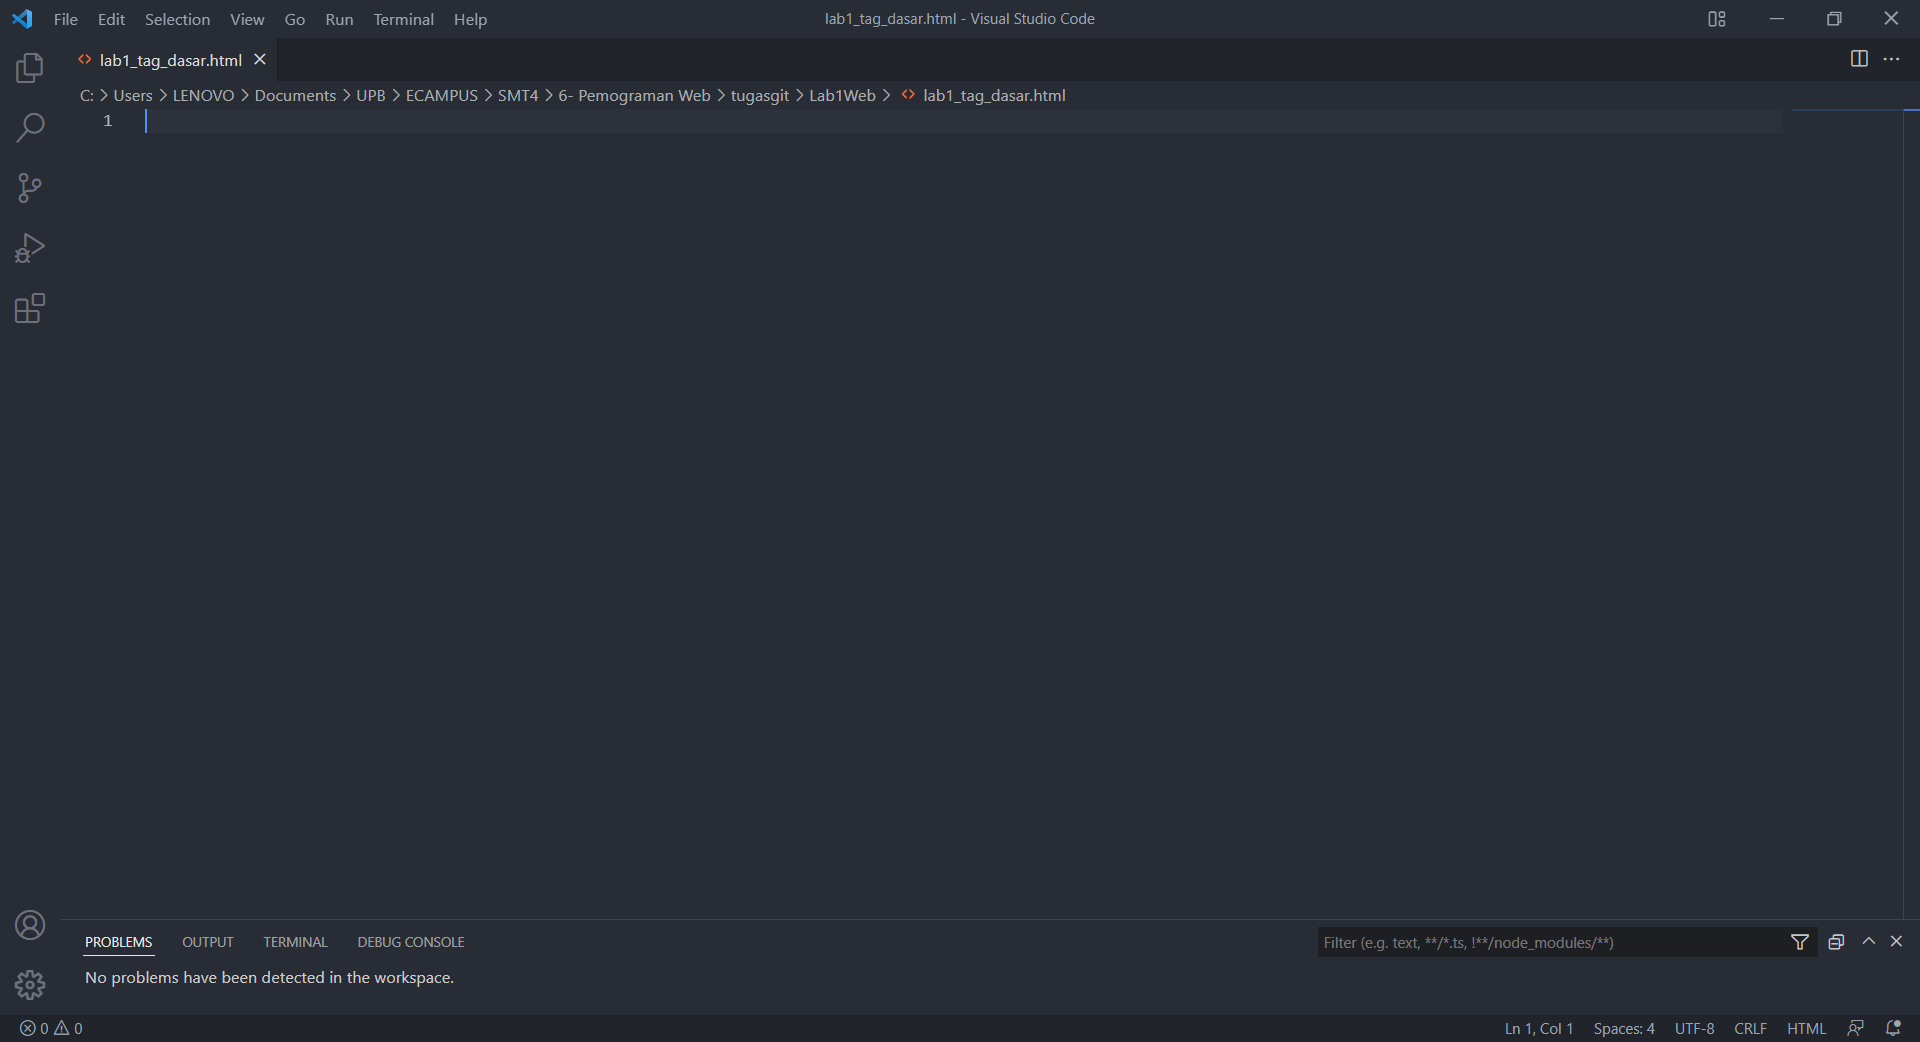 File Edit Selection View Go Run Terminal Help lab1_tag_dasar.html - Visual Studio Code
lab1_tag_dasar.html
C: > Users > LENOVO > Documents > UPB > ECAMPUS > SMT4 > 6- Pemograman Web > tugasgit > Lab1Web > <> lab1_tag_dasar.html
1
PROBLEMS OUTPUT TERMINAL DEBUG CONSOLE Filter (e.g. text, **/*.ts, !**/node_modules/**)
No problems have been detected in the workspace.
0 0 Ln 1, Col 1 Spaces: 4 UTF-8 CRLF HTML